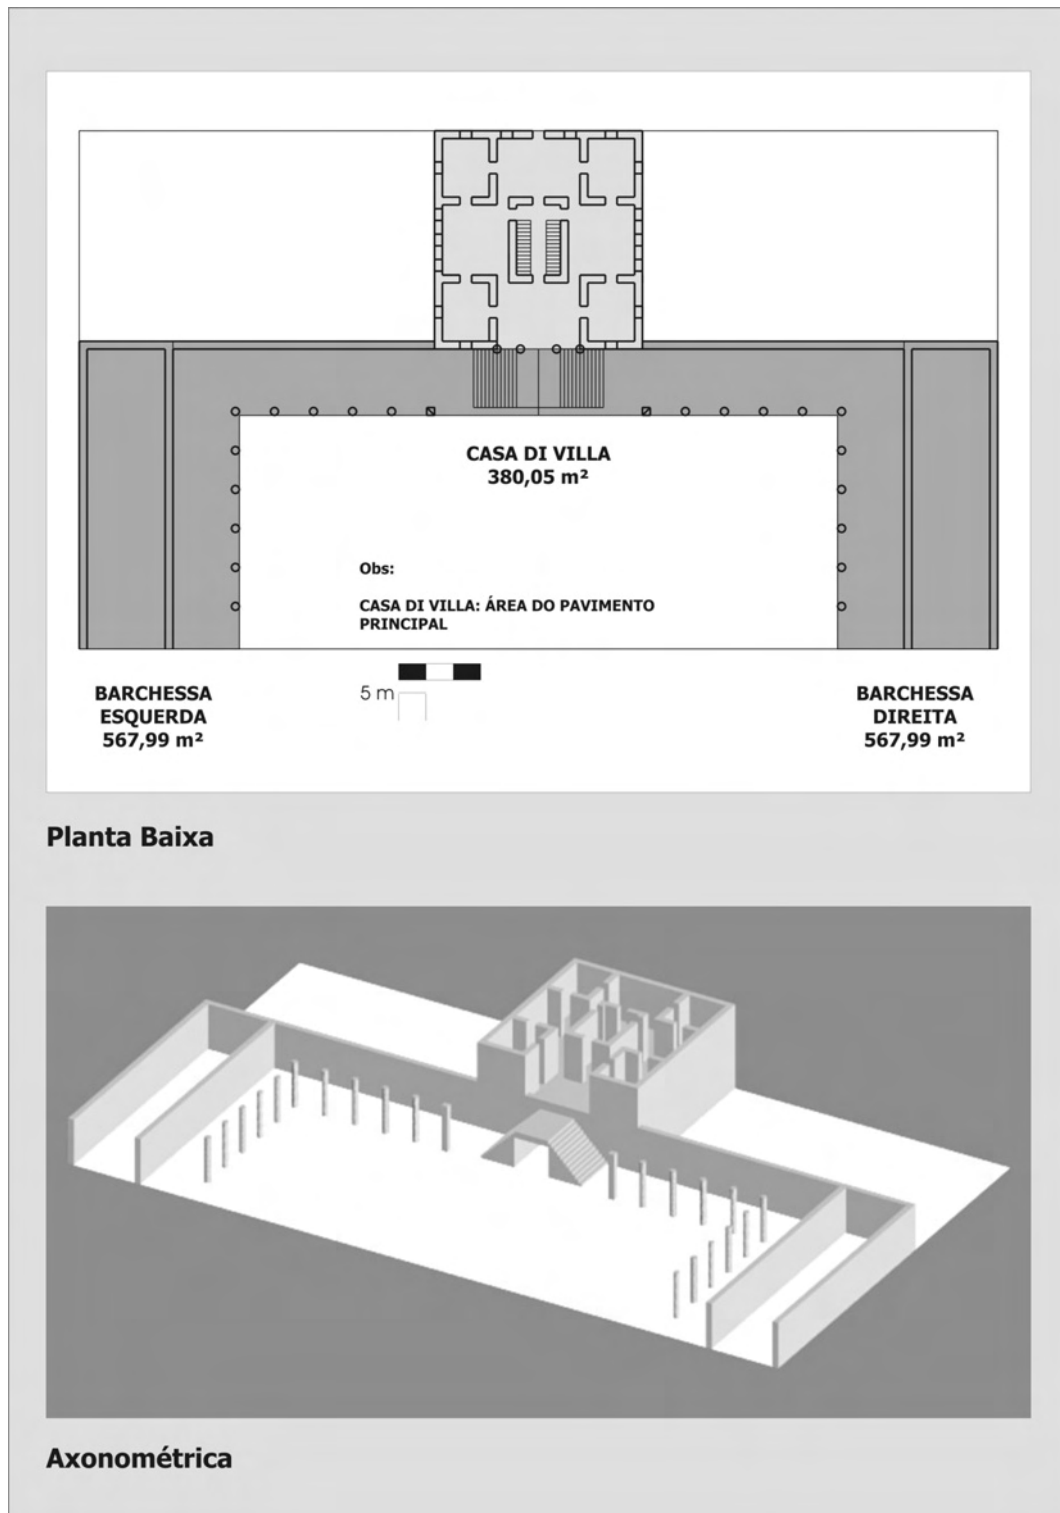 CASA DI VILLA
380,05 m²
Obs:
CASA DI VILLA: ÁREA DO PAVIMENTO
PRINCIPAL
5 m
BARCHESSA
ESQUERDA
567,99 m²
BARCHESSA
DIREITA
567,99 m²
Planta Baixa
Axonométrica